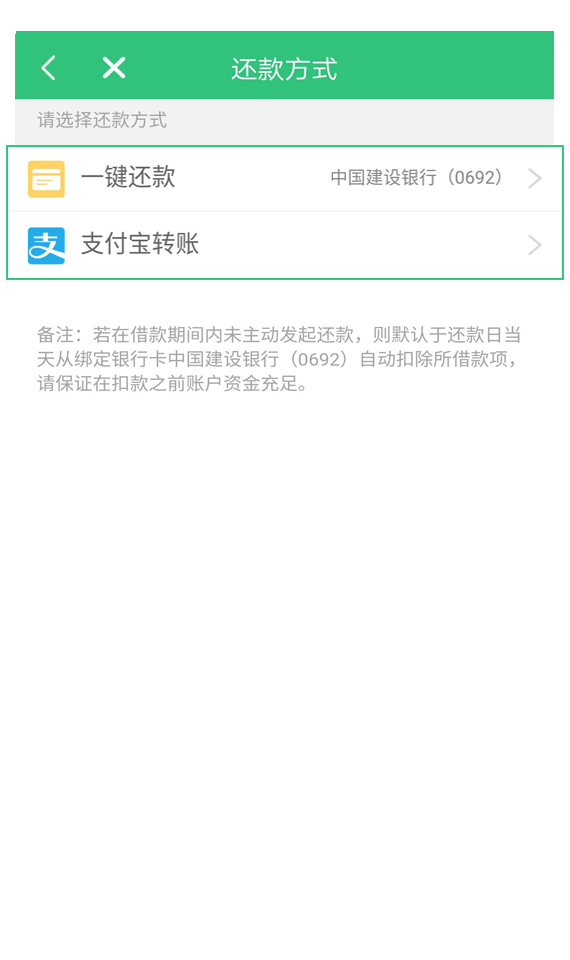 还款方式
请选择还款方式
一键还款 中国建设银行（0692）
支付宝转账
备注：若在借款期间内未主动发起还款，则默认于还款日当
天从绑定银行卡中国建设银行（0692）自动扣除所借款项，
请保证在扣款之前账户资金充足。